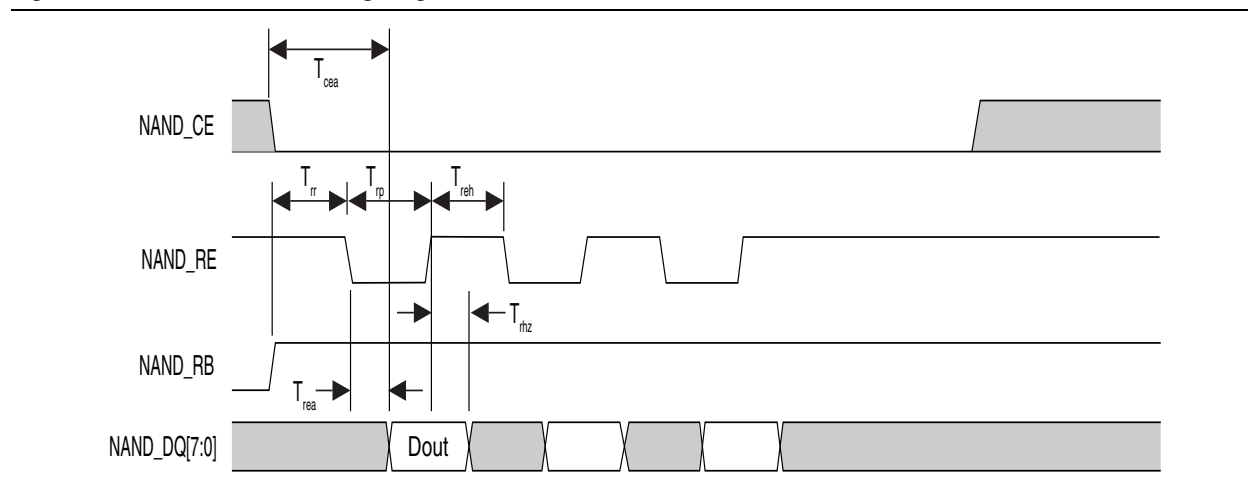 T_cea
NAND_CE
T_rr T_rp T_reh
NAND_RE
T_rhz
NAND_RB
T_rea
NAND_DQ[7:0] Dout